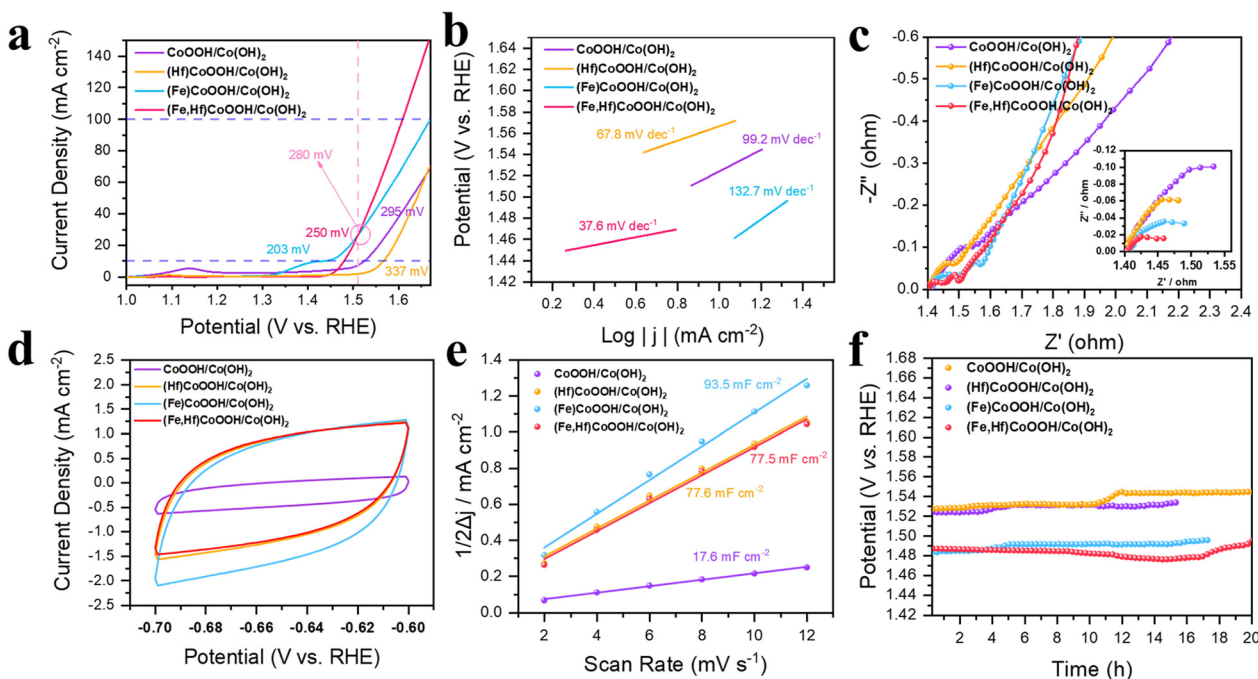 a
CoOOH/Co(OH)2
(Hf)CoOOH/Co(OH)2
(Fe)CoOOH/Co(OH)2
(Fe,Hf)CoOOH/Co(OH)2
280 mV
250 mV
295 mV
203 mV
337 mV
140
120
100
80
60
40
20
0
1.0 1.1 1.2 1.3 1.4 1.5 1.6
Current Density (mA cm-2)
Potential (V vs. RHE)
b
CoOOH/Co(OH)2
(Hf)CoOOH/Co(OH)2
(Fe)CoOOH/Co(OH)2
(Fe,Hf)CoOOH/Co(OH)2
67.8 mV dec-1
99.2 mV dec-1
132.7 mV dec-1
37.6 mV dec-1
1.64
1.60
1.56
1.52
1.50
1.48
1.46
1.44
1.42
0.2 0.4 0.6 0.8 1.0 1.2 1.4
Potential (V vs. RHE)
Log | j | (mA cm-2)
c
CoOOH/Co(OH)2
(Hf)CoOOH/Co(OH)2
(Fe)CoOOH/Co(OH)2
(Fe,Hf)CoOOH/Co(OH)2
-0.6
-0.5
-0.4
-0.3
-0.2
-0.1
0.0
1.4 1.5 1.6 1.7 1.8 1.9 2.0 2.1 2.2 2.3 2.4
-Z" (ohm)
Z' (ohm)
-0.12
-0.10
-0.08
-0.06
-0.04
-0.02
0.00
1.40 1.45 1.50 1.55
Z" / ohm
Z' / ohm
d
CoOOH/Co(OH)2
(Hf)CoOOH/Co(OH)2
(Fe)CoOOH/Co(OH)2
(Fe,Hf)CoOOH/Co(OH)2
2.5
2.0
1.5
1.0
0.5
0.0
-0.5
-1.0
-1.5
-2.0
-2.5
-0.70 -0.68 -0.66 -0.64 -0.62 -0.60
Current Density (mA cm-2)
Potential (V vs. RHE)
e
CoOOH/Co(OH)2
(Hf)CoOOH/Co(OH)2
(Fe)CoOOH/Co(OH)2
(Fe,Hf)CoOOH/Co(OH)2
93.5 mF cm-2
77.5 mF cm-2
77.6 mF cm-2
17.6 mF cm-2
1.4
1.2
1.0
0.8
0.6
0.4
0.2
0.0
2 4 6 8 10 12
1/2Δj / mA cm-2
Scan Rate (mV s-1)
f
CoOOH/Co(OH)2
(Hf)CoOOH/Co(OH)2
(Fe)CoOOH/Co(OH)2
(Fe,Hf)CoOOH/Co(OH)2
1.68
1.66
1.64
1.62
1.60
1.56
1.54
1.52
1.50
1.48
1.46
1.44
1.42
2 4 6 8 10 12 14 16 18 20
Potential (V vs. RHE)
Time (h)